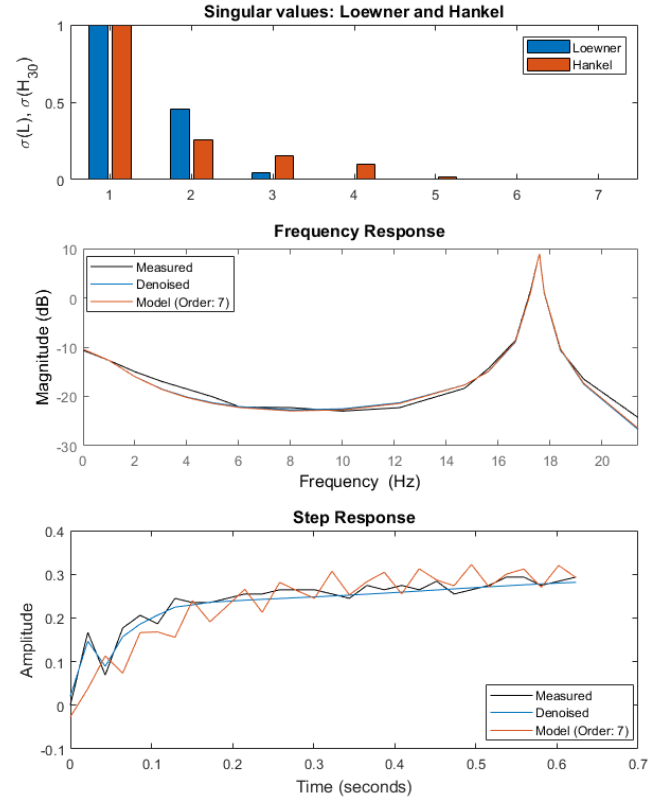 Singular values: Loewner and Hankel
σ(L), σ(H30)
1
0.5
0
Loewner
Hankel
1 2 3 4 5 6 7
Frequency Response
Magnitude (dB)
10
0
-10
-20
-30
Measured
Denoised
Model (Order: 7)
0 2 4 6 8 10 12 14 16 18 20
Frequency (Hz)
Step Response
Amplitude
0.4
0.3
0.2
0.1
0
-0.1
Measured
Denoised
Model (Order: 7)
0 0.1 0.2 0.3 0.4 0.5 0.6 0.7
Time (seconds)